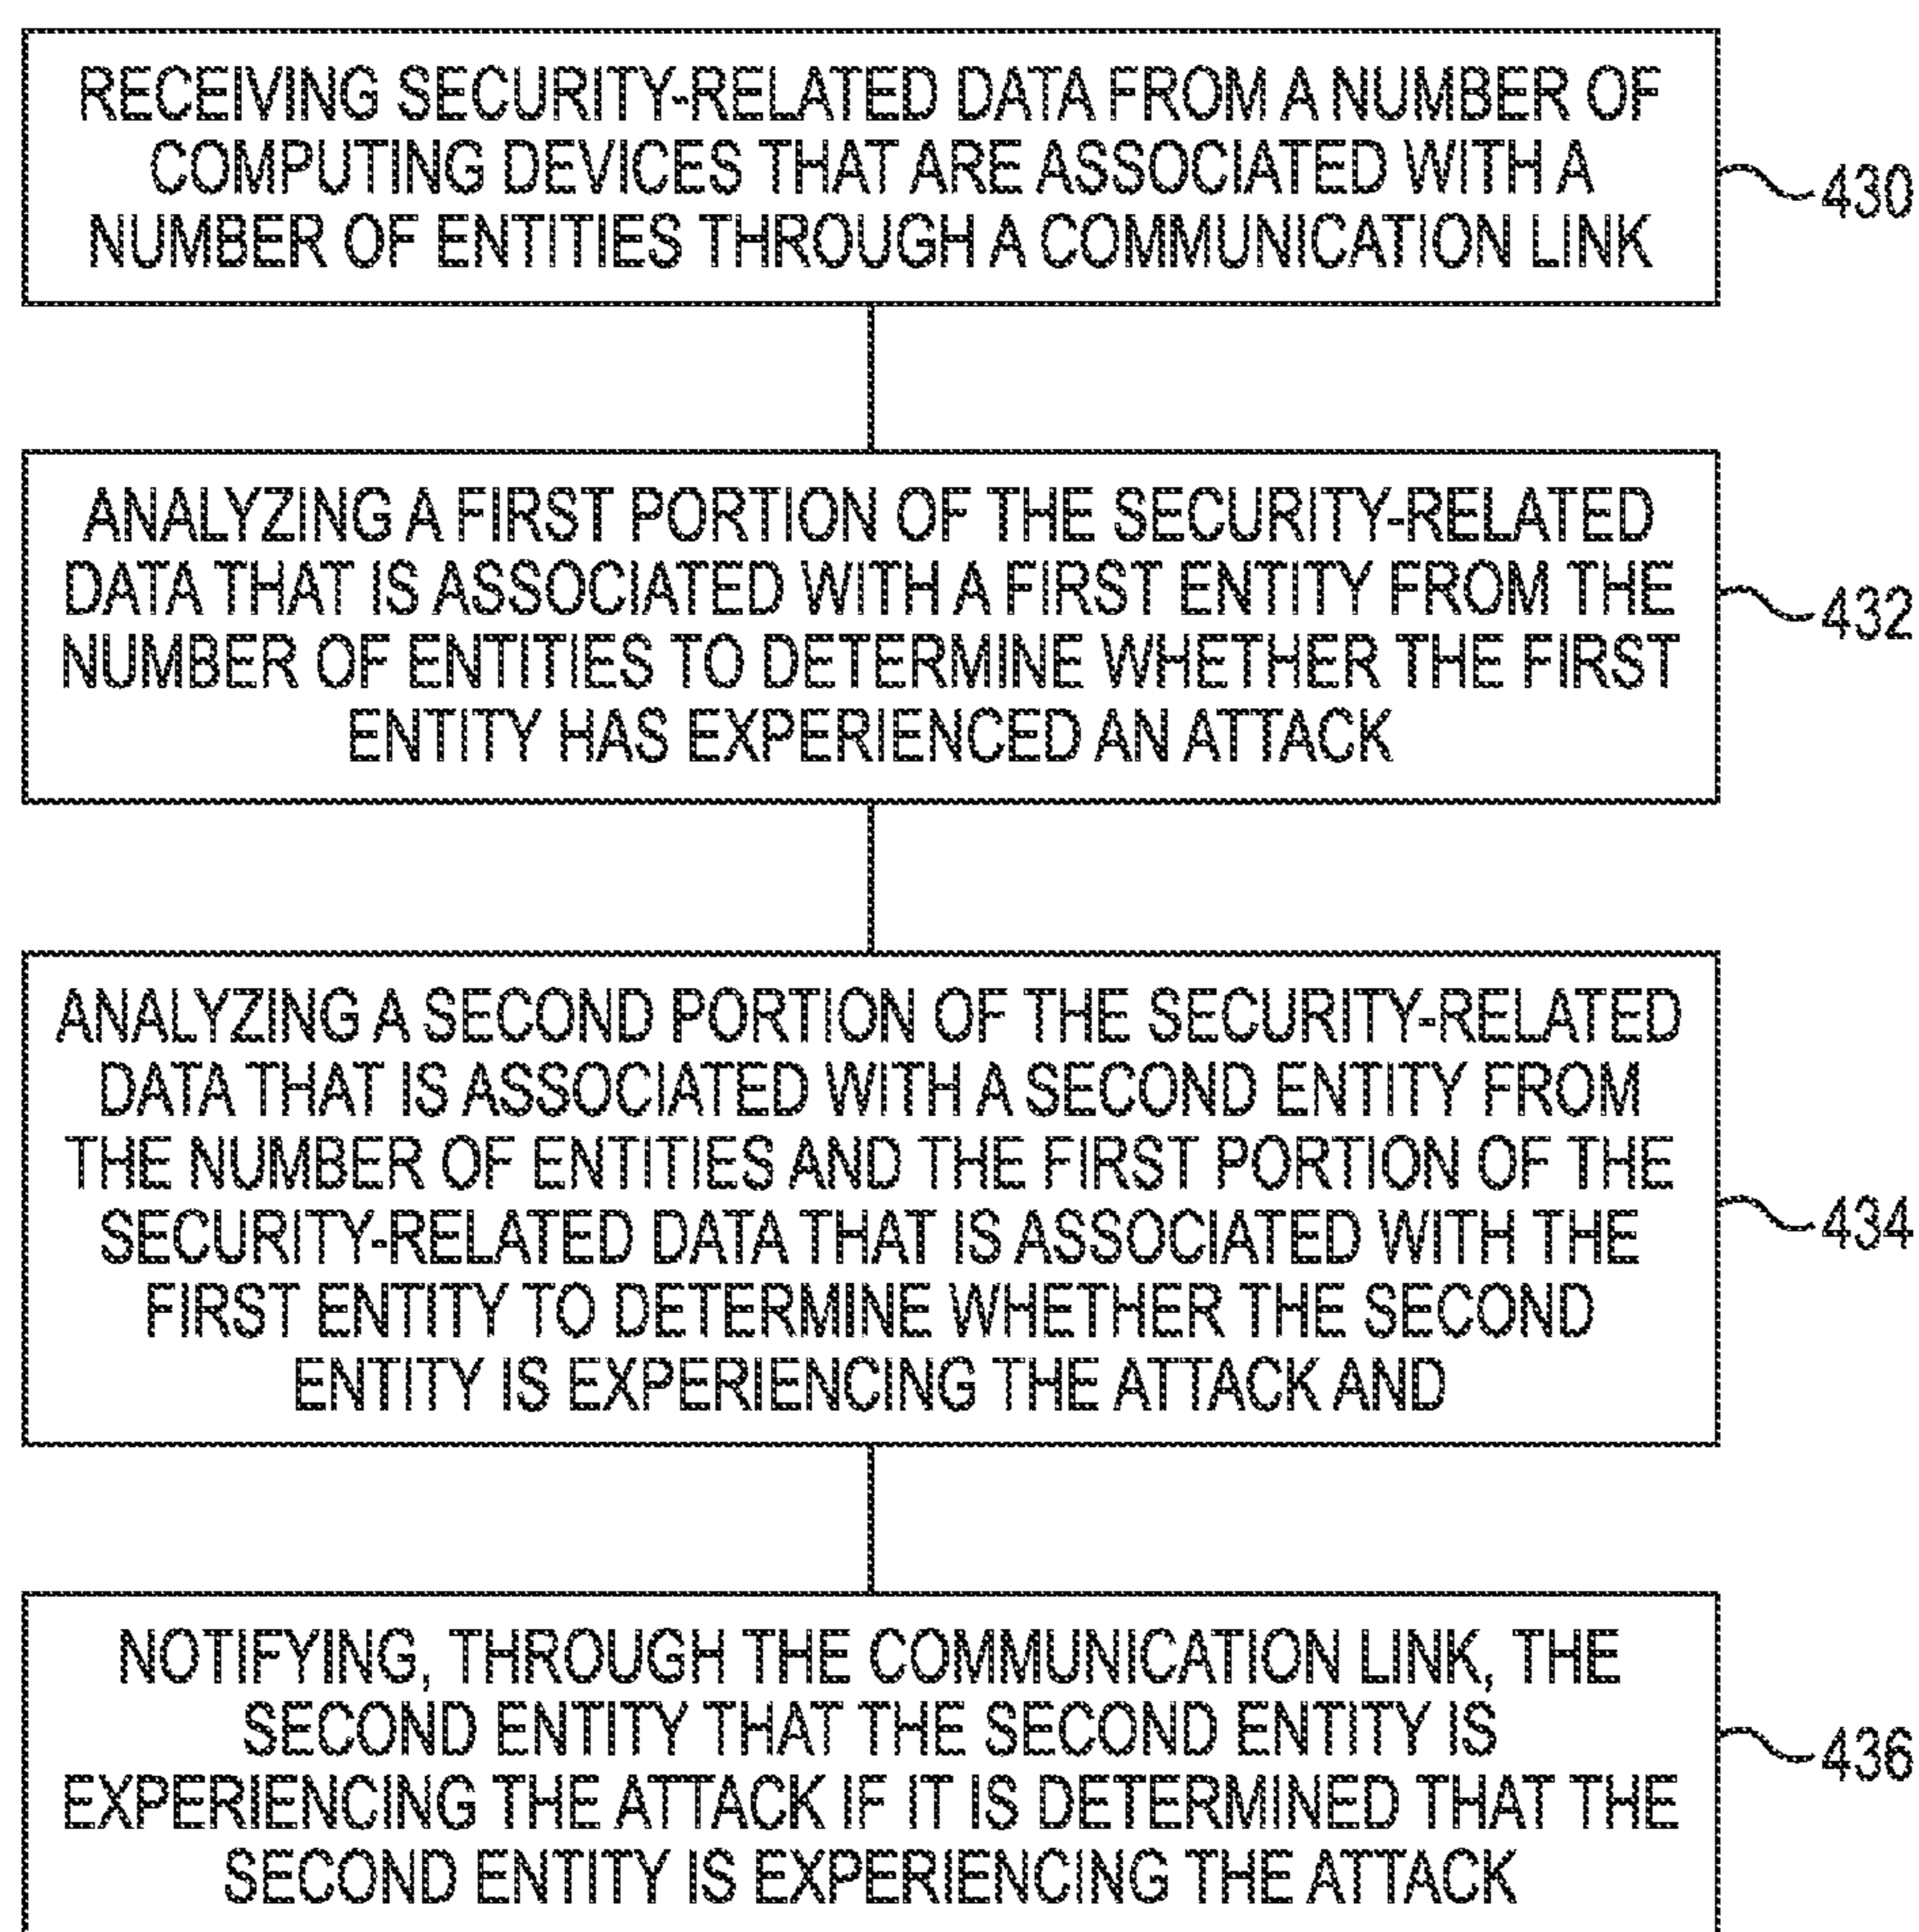 RECEIVING SECURITY-RELATED DATA FROM A NUMBER OF
COMPUTING DEVICES THAT ARE ASSOCIATED WITH A
NUMBER OF ENTITIES THROUGH A COMMUNICATION LINK
430
ANALYZING A FIRST PORTION OF THE SECURITY-RELATED
DATA THAT IS ASSOCIATED WITH A FIRST ENTITY FROM THE
NUMBER OF ENTITIES TO DETERMINE WHETHER THE FIRST
ENTITY HAS EXPERIENCED AN ATTACK
432
ANALYZING A SECOND PORTION OF THE SECURITY-RELATED
DATA THAT IS ASSOCIATED WITH A SECOND ENTITY FROM
THE NUMBER OF ENTITIES AND THE FIRST PORTION OF THE
SECURITY-RELATED DATA THAT IS ASSOCIATED WITH THE
FIRST ENTITY TO DETERMINE WHETHER THE SECOND
ENTITY IS EXPERIENCING THE ATTACK AND
434
NOTIFYING, THROUGH THE COMMUNICATION LINK, THE
SECOND ENTITY THAT THE SECOND ENTITY IS
EXPERIENCING THE ATTACK IF IT IS DETERMINED THAT THE
SECOND ENTITY IS EXPERIENCING THE ATTACK
436